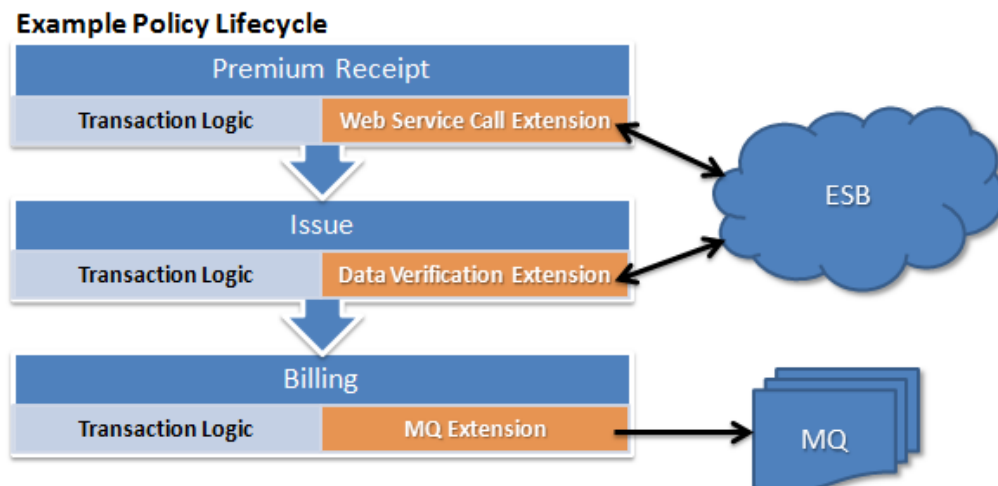 Example Policy Lifecycle
Premium Receipt
Transaction Logic
Web Service Call Extension
ESB
Issue
Transaction Logic
Data Verification Extension
Billing
Transaction Logic
MQ Extension
MQ